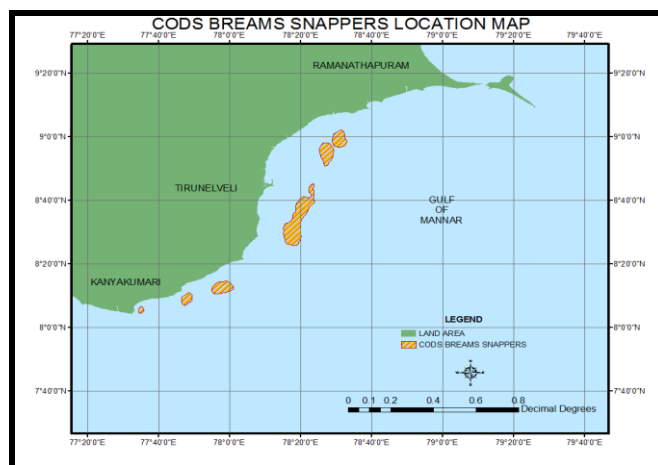 CODS BREAMS SNAPPERS LOCATION MAP
77°20'0"E 77°40'0"E 78°0'0"E 78°20'0"E 78°40'0"E 79°0'0"E 79°20'0"E 79°40'0"E
RAMANATHAPURAM
9°20'0"N 9°20'0"N
9°0'0"N 9°0'0"N
TIRUNELVELI
8°40'0"N 8°40'0"N
GULF
OF
MANNAR
8°20'0"N 8°20'0"N
KANYAKUMARI
LEGEND
8°0'0"N 8°0'0"N
LAND AREA
CODS BREAMS SNAPPERS
7°40'0"N 7°40'0"N
0 0.1 0.2 0.4 0.6 0.8
Decimal Degrees
77°20'0"E 77°40'0"E 78°0'0"E 78°20'0"E 78°40'0"E 79°0'0"E 79°20'0"E 79°40'0"E